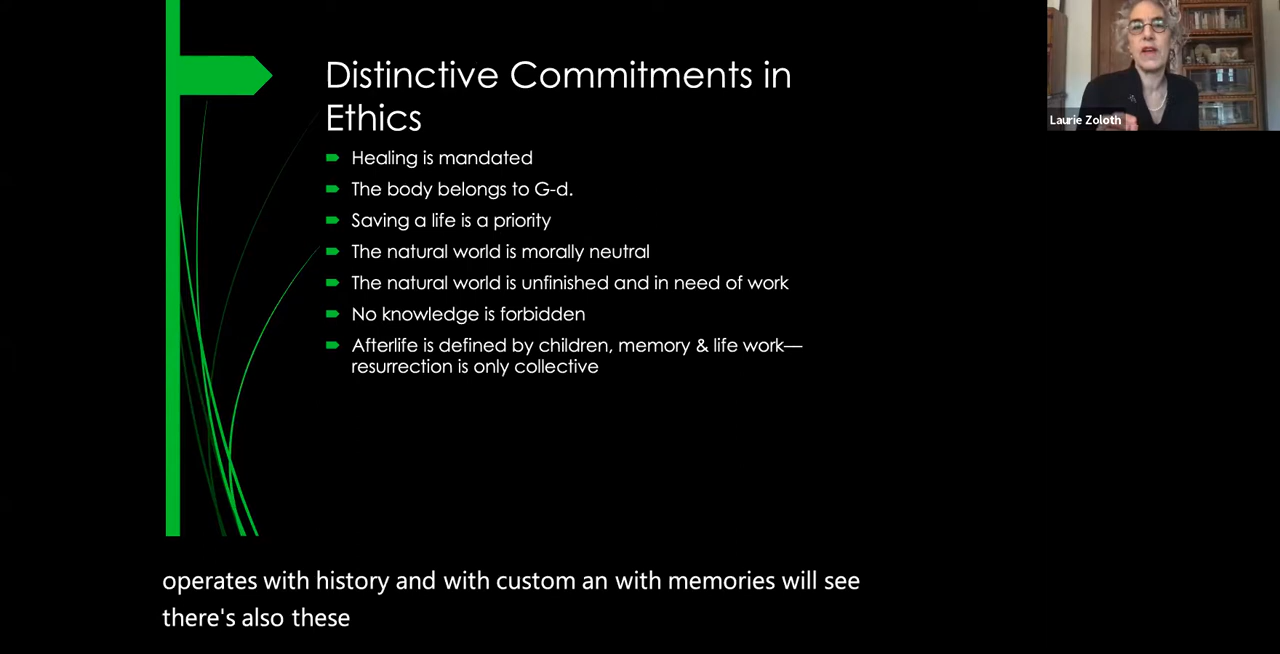 Distinctive Commitments in
Ethics
Healing is mandated
The body belongs to G-d.
Saving a life is a priority
The natural world is morally neutral
The natural world is unfinished and in need of work
No knowledge is forbidden
Afterlife is defined by children, memory & life work—
resurrection is only collective
Laurie Zoloth
operates with history and with custom an with memories will see
there's also these